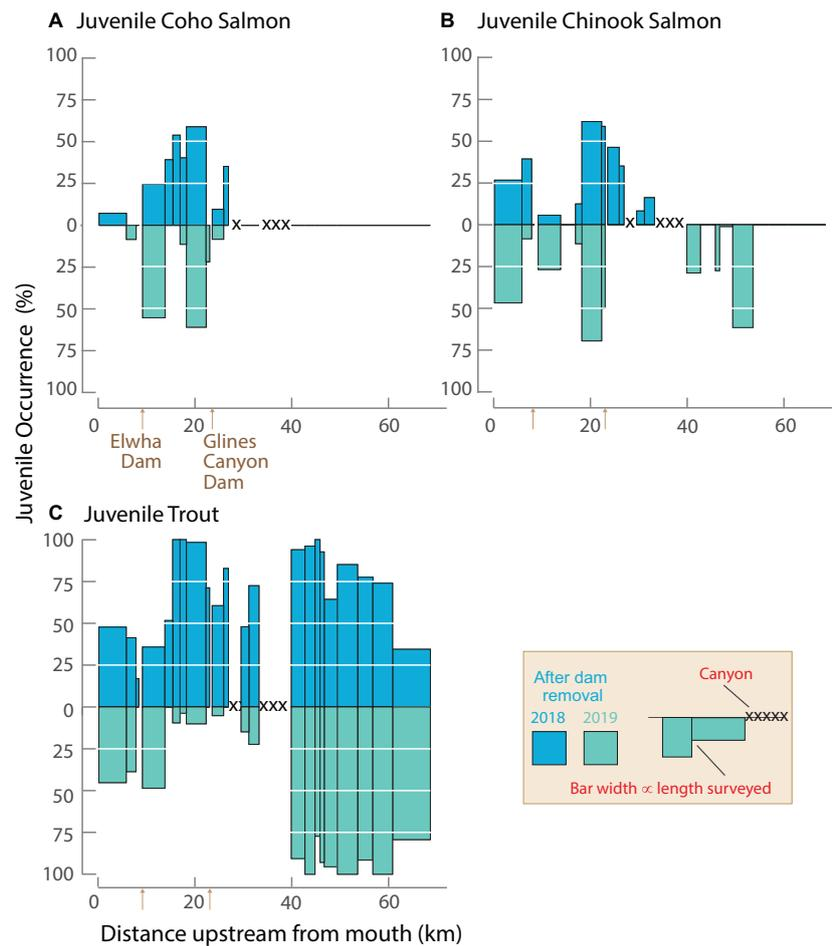 A Juvenile Coho Salmon
100
75
50
25
0
25
50
75
100
x xxx
0 20 40 60
Elwha
Dam
Glines
Canyon
Dam
B Juvenile Chinook Salmon
100
75
50
25
0
25
50
75
100
x xxx
0 20 40 60
Juvenile Occurrence (%)
C Juvenile Trout
100
75
50
25
0
25
50
75
100
xx xxx
0 20 40 60
Distance upstream from mouth (km)
After dam
removal
2018 2019
Canyon
xxxxx
Bar width ∝ length surveyed